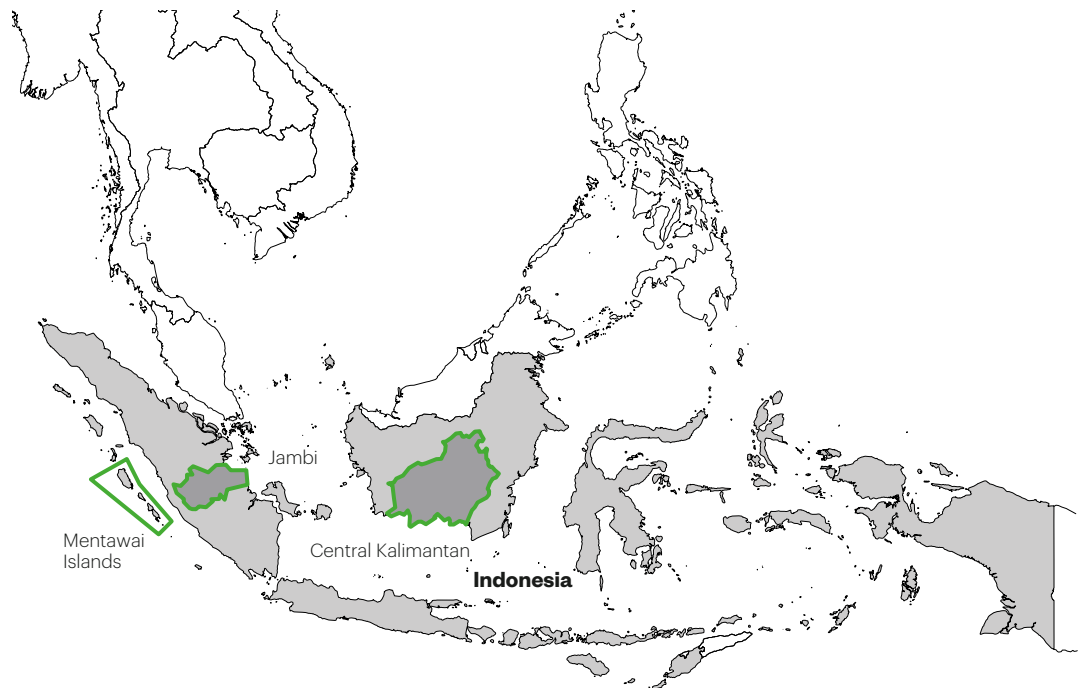 Jambi
Mentawai
Islands
Central Kalimantan
Indonesia